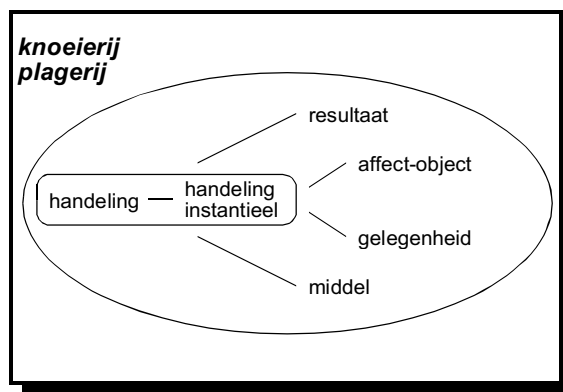 knoeierij
plagerij
resultaat
affect-object
handeling — handeling
instantieel
gelegenheid
middel